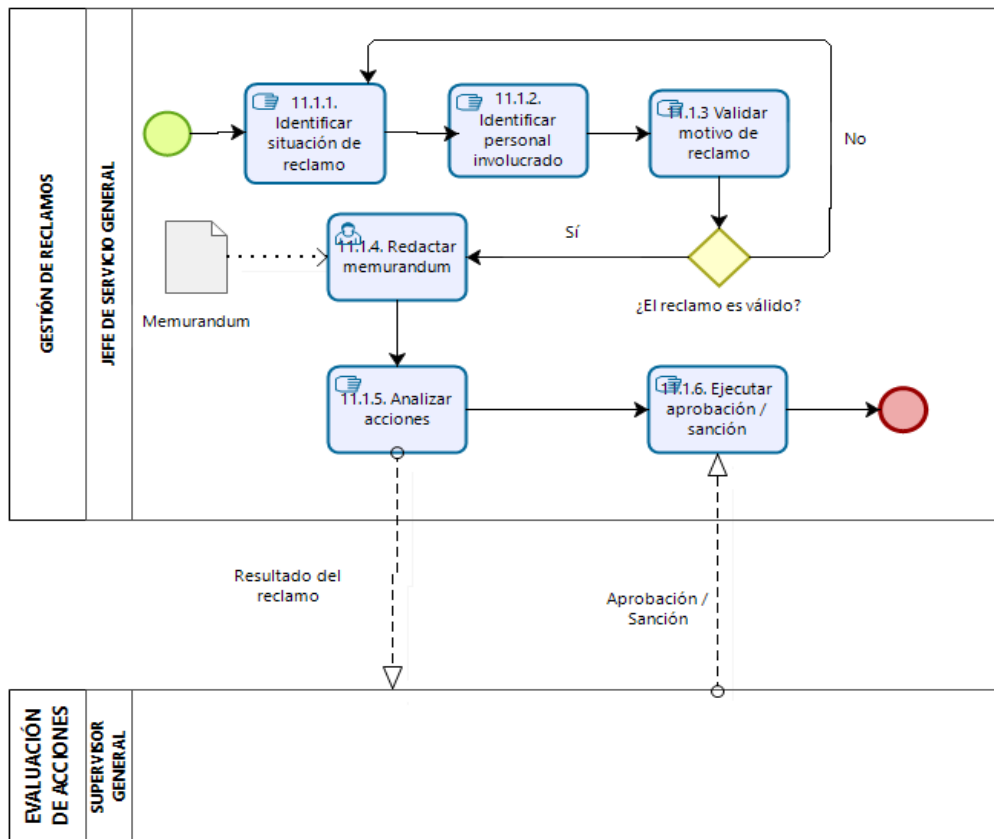 GESTIÓN DE RECLAMOS
JEFE DE SERVICIO GENERAL
11.1.1.
Identificar
situación de
reclamo
11.1.2.
Identificar
personal
involucrado
11.1.3 Validar
motivo de
reclamo
No
Sí
¿El reclamo es válido?
11.1.4. Redactar
memurandum
Memurandum
11.1.5. Analizar
acciones
11.1.6. Ejecutar
aprobación /
sanción
Resultado del
reclamo
Aprobación /
Sanción
EVALUACIÓN
DE ACCIONES
SUPERVISOR
GENERAL